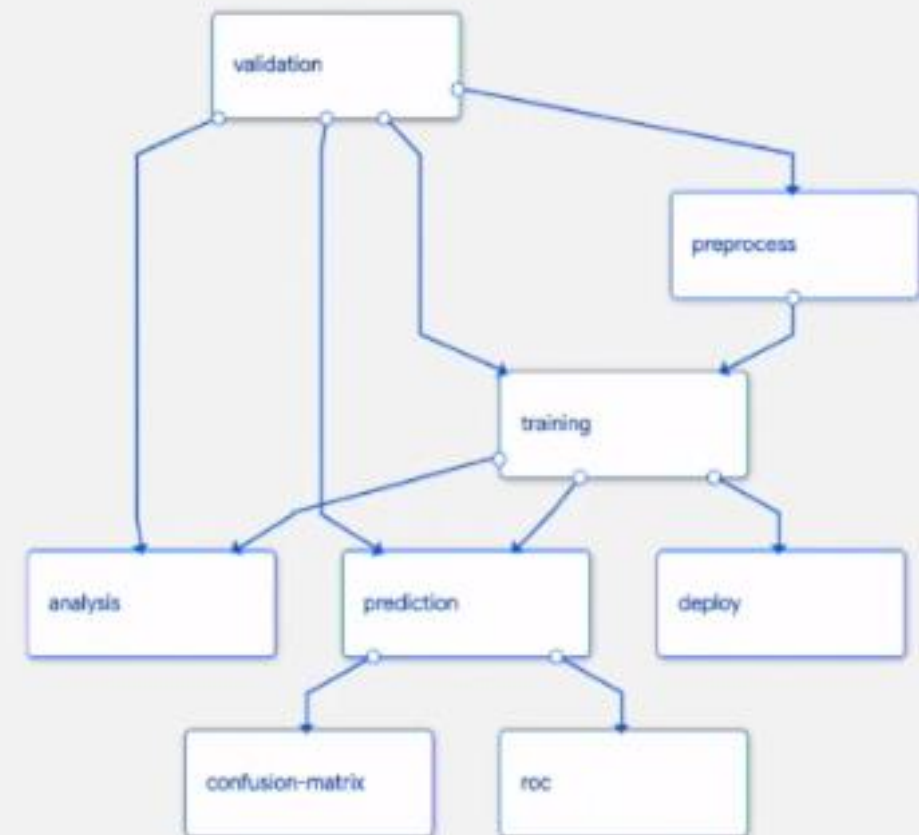 validation
preprocess
training
analysis
prediction
deploy
confusion-matrix
roc